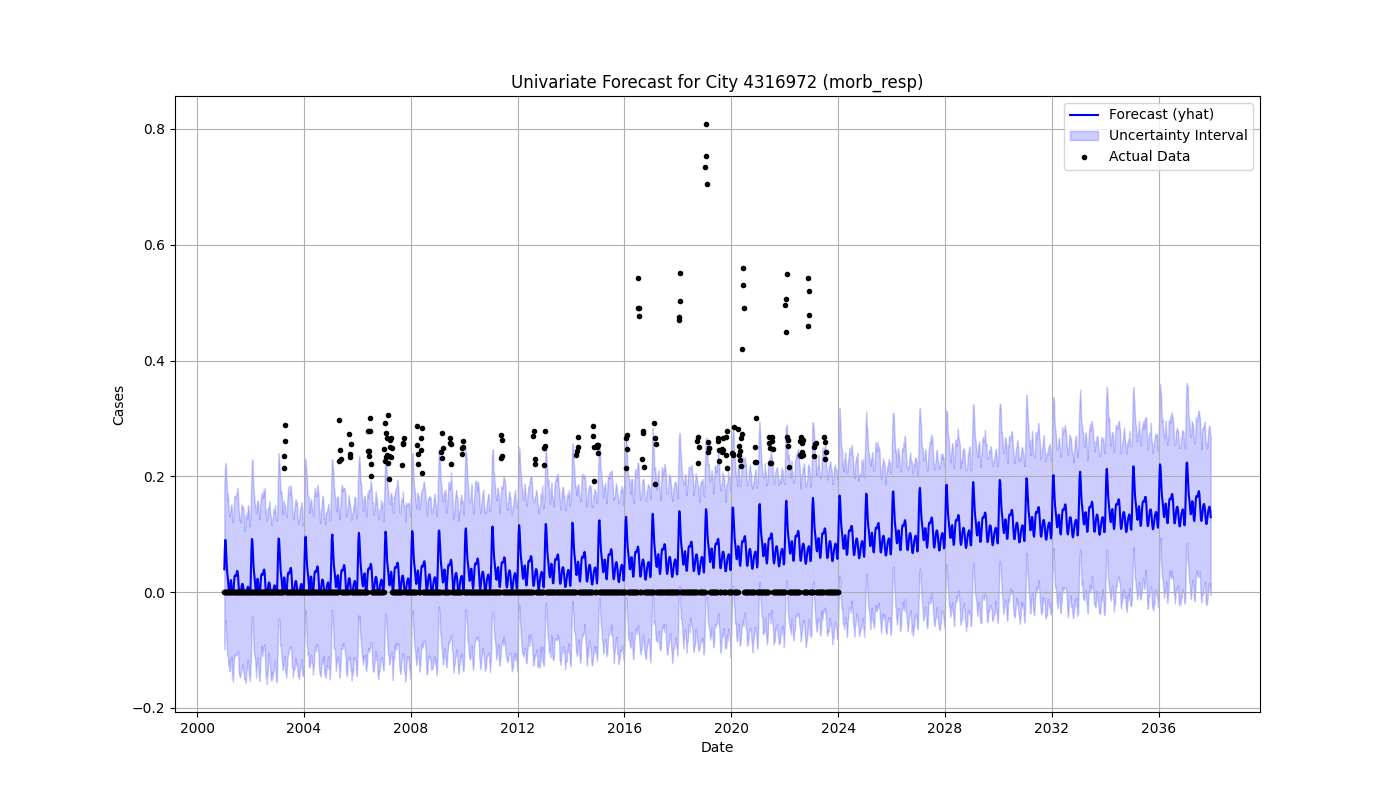 Univariate Forecast for City 4316972 (morb_resp)
Forecast (yhat)
Uncertainty Interval
Actual Data
Cases
0.8
0.6
0.4
0.2
0.0
−0.2
2000 2004 2008 2012 2016 2020 2024 2028 2032 2036
Date